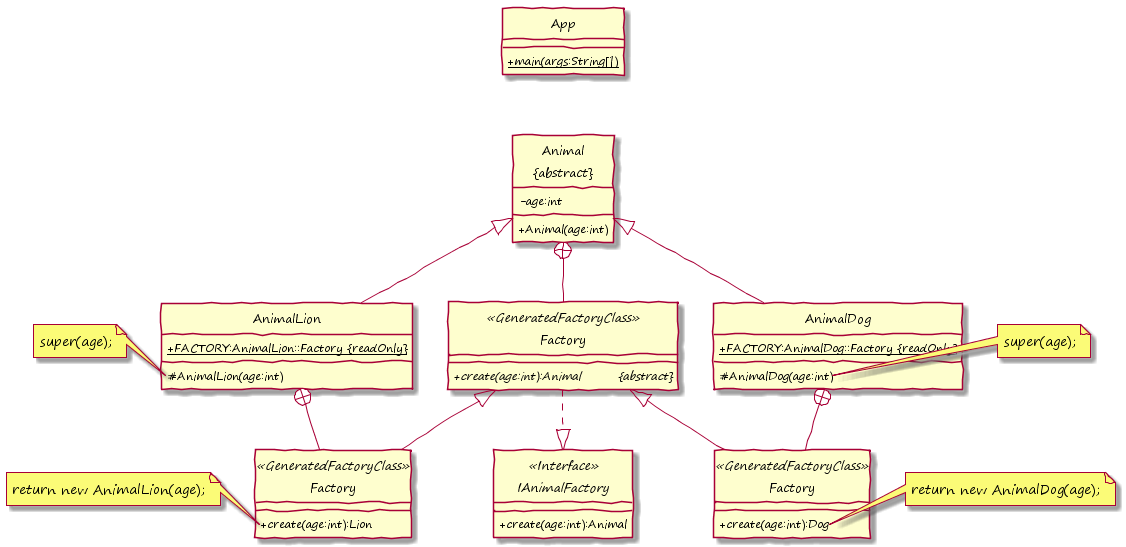 App
+main(args:String[])
Animal
{abstract}
-age:int
+Animal(age:int)
AnimalLion
+FACTORY:AnimalLion::Factory {readOnly}
#AnimalLion(age:int)
super(age);
«GeneratedFactoryClass»
Factory
+create(age:int):Animal {abstract}
AnimalDog
+FACTORY:AnimalDog::Factory {readOnly}
#AnimalDog(age:int)
super(age);
«GeneratedFactoryClass»
Factory
+create(age:int):Lion
return new AnimalLion(age);
«Interface»
IAnimalFactory
+create(age:int):Animal
«GeneratedFactoryClass»
Factory
+create(age:int):Dog
return new AnimalDog(age);